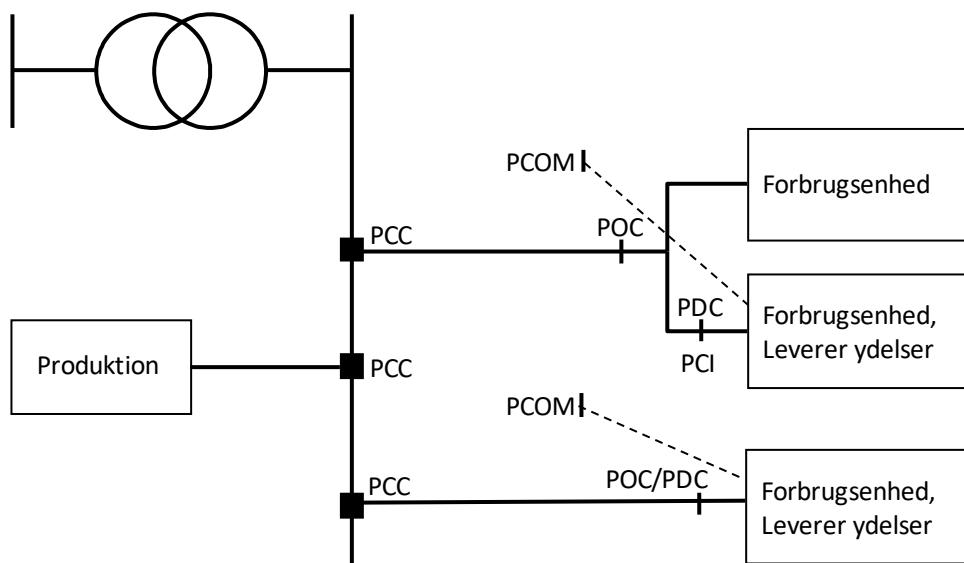 PCOM
Forbrugsenhed
PCC
POC
PDC
Forbrugsenhed,
Leverer ydelser
Produktion
PCC
PCI
PCOM
PCC
POC/PDC
Forbrugsenhed,
Leverer ydelser